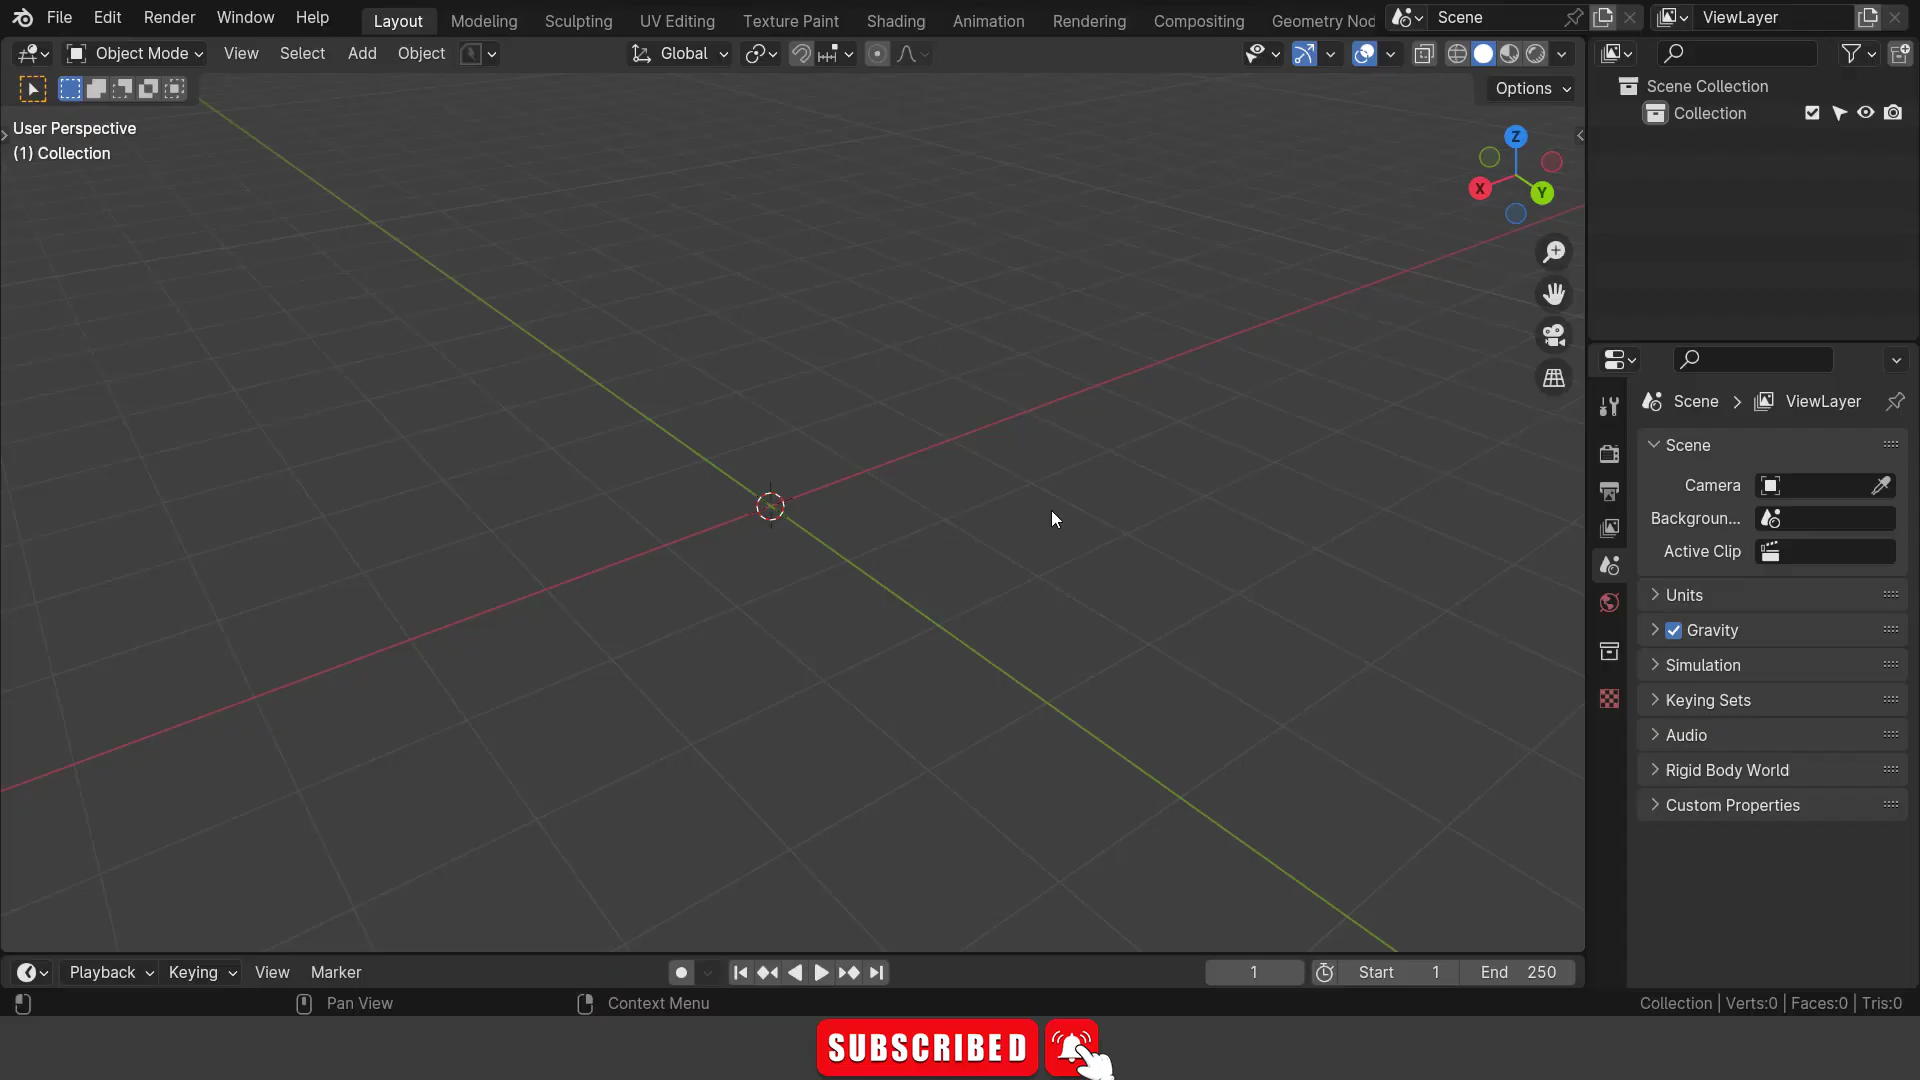 File Edit Render Window Help Layout Modeling Sculpting UV Editing Texture Paint Shading Animation Rendering Compositing Geometry Nod Scene ViewLayer
Object Mode View Select Add Object Global
Options
User Perspective
(1) Collection
Z
X
Y
Scene Collection
Collection
Scene > ViewLayer
Scene
Camera
Backgroun...
Active Clip
Units
Gravity
Simulation
Keying Sets
Audio
Rigid Body World
Custom Properties
Playback Keying View Marker 1 Start 1 End 250
Pan View Context Menu Collection | Verts:0 | Faces:0 | Tris:0
SUBSCRIBED